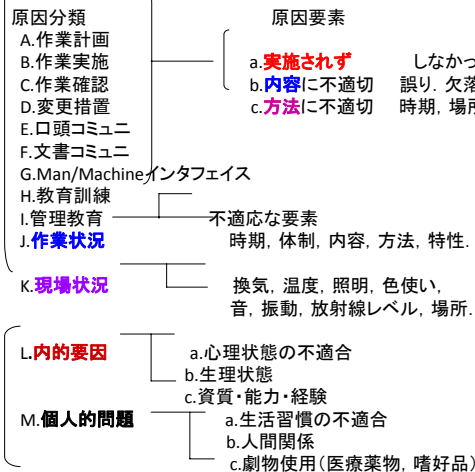 原因分類 原因要素
A.作業計画
B.作業実施 a.実施されず しなかっ
C.作業確認 b.内容に不適切 誤り, 欠落
D.変更措置 c.方法に不適切 時期, 場所
E.口頭コミュニ
F.文書コミュニ
G.Man/Machineインタフェイス
H.教育訓練
I.管理教育 不適応な要素
J.作業状況 時期, 体制, 内容, 方法, 特性.
K.現場状況 換気, 温度, 照明, 色使い,
音, 振動, 放射線レベル, 場所.
L.内的要因 a.心理状態の不適合
b.生理状態
c.資質・能力・経験
M.個人的問題 a.生活習慣の不適合
b.人間関係
c.劇物使用(医療薬物, 嗜好品)